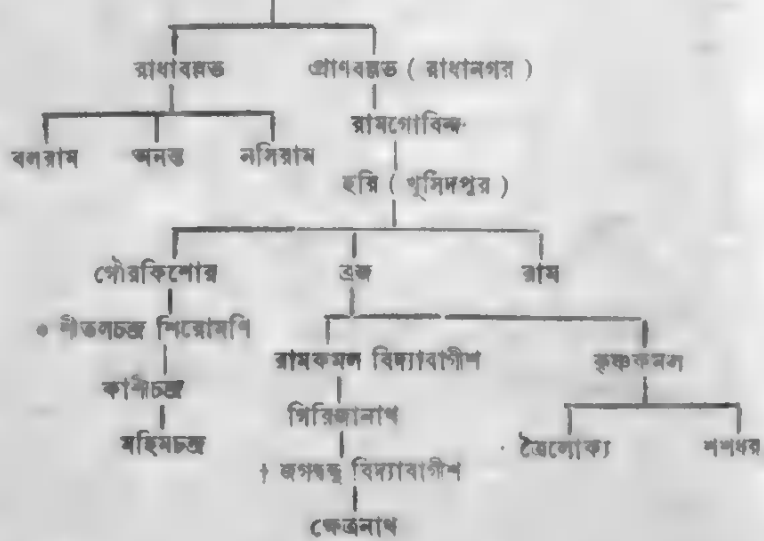 রাধাবল্লভ প্রাণবল্লভ ( রাধানগর )
রামগোবিন্দ
বলরাম অনন্ত নসিরাম
হরি ( খুসিদপুর )
গৌরকিশোর ব্রজ রাম
* শীতলচন্দ্র শিরোমণি
রামকমল বিদ্যাবাগীশ কৃষ্ণকমল
কাশীচন্দ্র
গিরিজানাথ
মহিমচন্দ্র ত্রৈলোক্য শশধর
† জগবন্ধু বিদ্যাবাগীশ
ক্ষেত্রনাথ